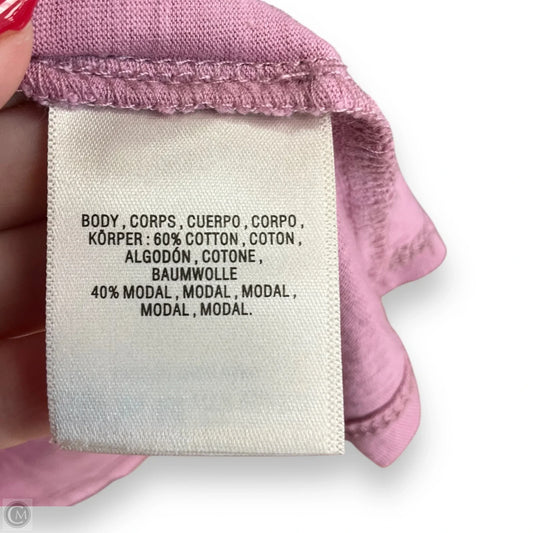 BODY , CORPS , CUERPO , CORPO ,
KÖRPER : 60% COTTON , COTON ,
ALGODÓN , COTONE ,
BAUMWOLLE
40% MODAL , MODAL , MODAL ,
MODAL , MODAL.